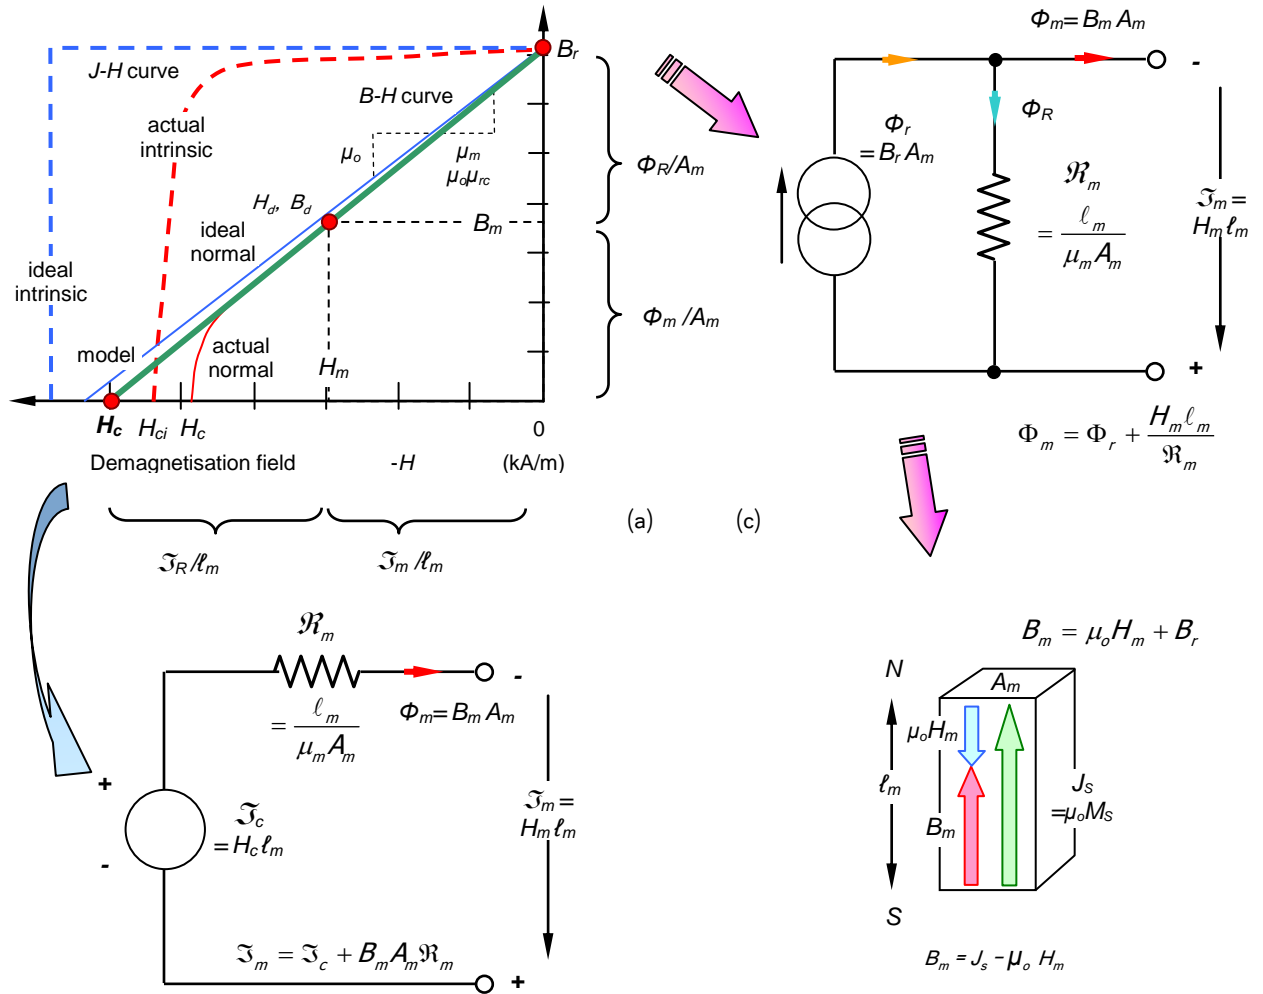 Φm= Bm Am
-
Br
J-H curve
B-H curve
actual
intrinsic
μo
μm
μoμrc
ΦR/Am
Φr
= Br Am
ΦR
ℜm
= ℓm / μm Am
ℑm =
Hm ℓm
Hd, Bd
Bm
ideal
normal
ideal
intrinsic
Φm /Am
model
actual
normal
Hm
+
Hc
Hci
Hc
0
Φm = Φr + Hm ℓm / ℜm
Demagnetisation field
-H
(kA/m)
(a)
(c)
ℑR /ℓm
ℑm /ℓm
ℜm
Bm = μo Hm + Br
-
N
Am
= ℓm / μm Am
Φm= Bm Am
μoHm
+
ℓm
Js
=μoMs
ℑc
= Hc ℓm
ℑm =
Hm ℓm
Bm
-
S
ℑm = ℑc + Bm Am ℜm
Bm = Js - μo Hm
+